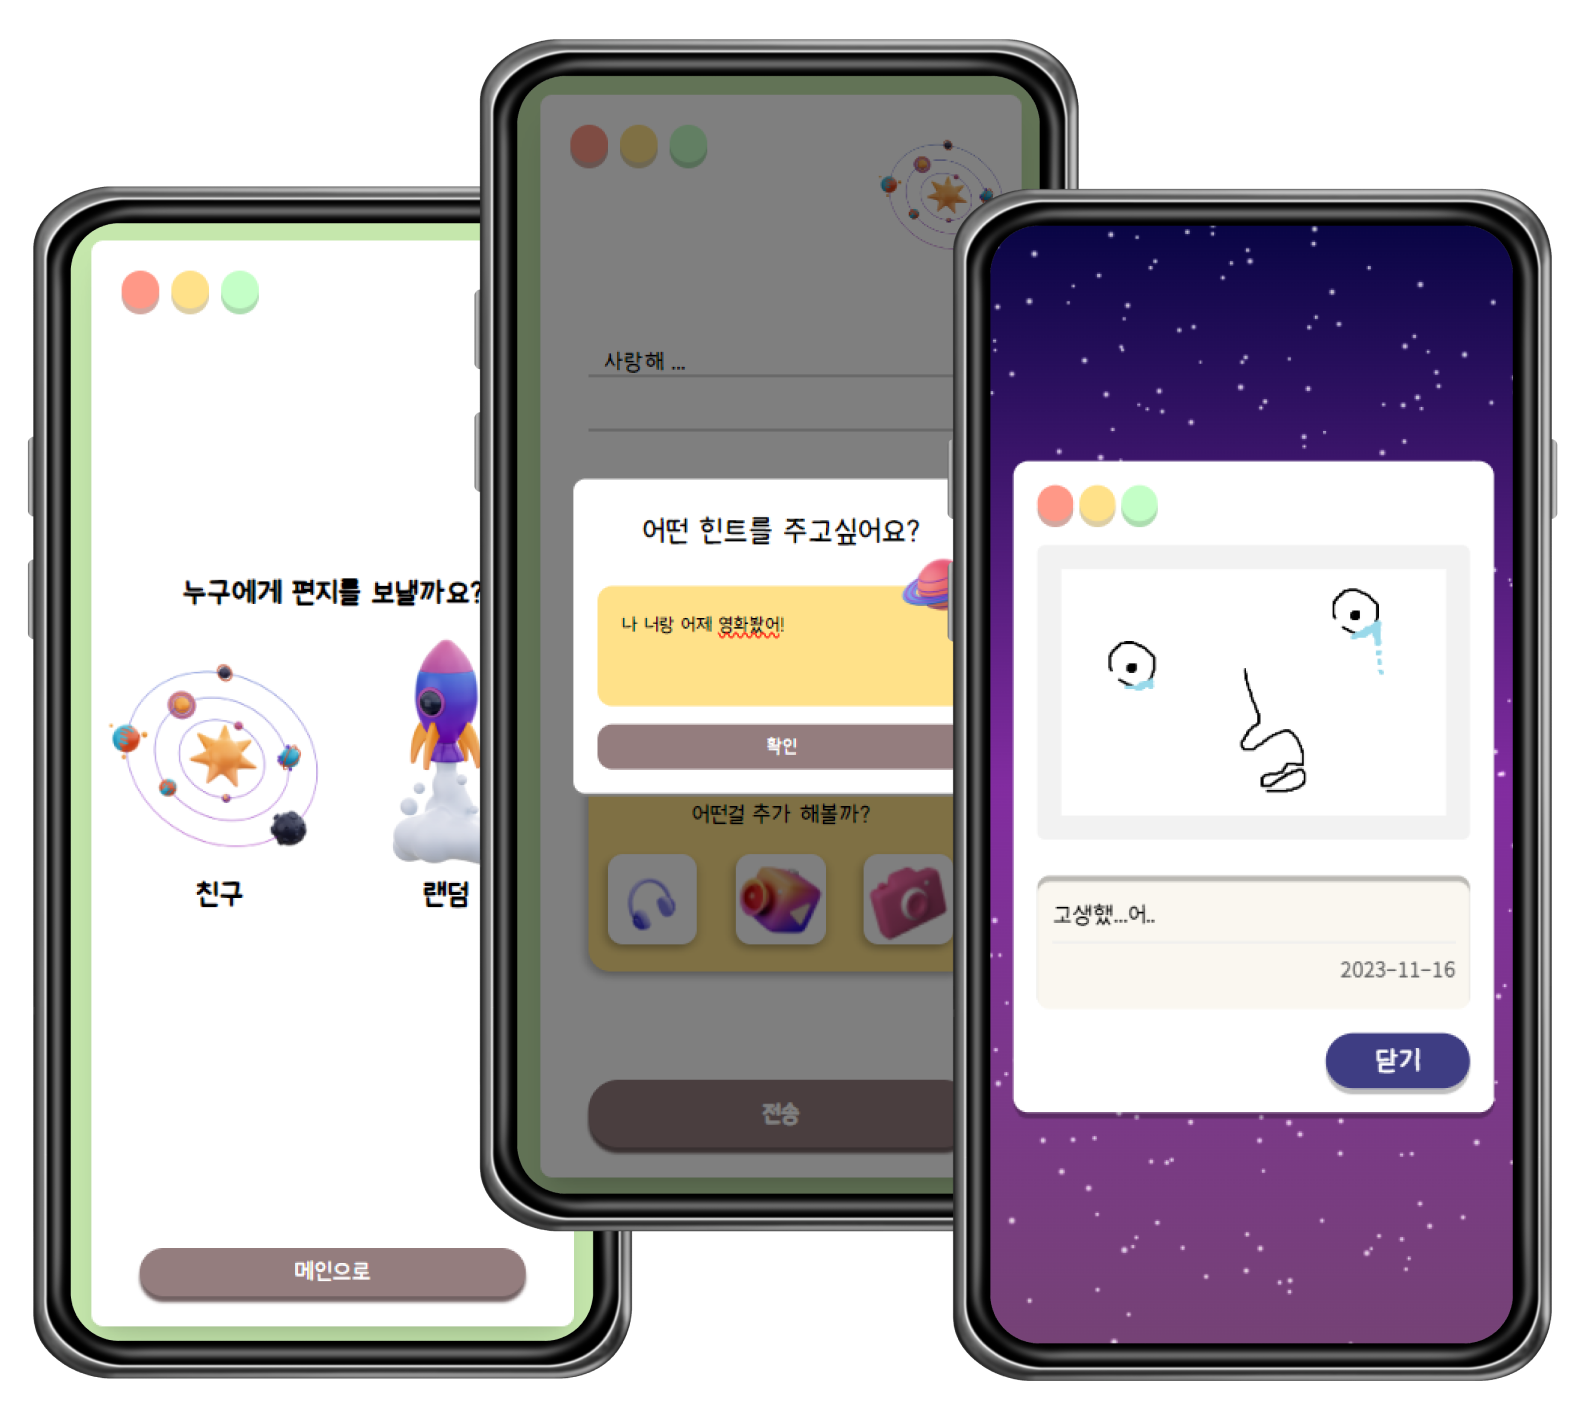 누구에게 편지를 보낼까요?
친구
랜덤
메인으로
사랑해 ...
어떤 힌트를 주고싶어요?
나 너랑 어제 영화봤어!
확인
어떤걸 추가 해볼까?
전송
고생했...어..
2023-11-16
닫기